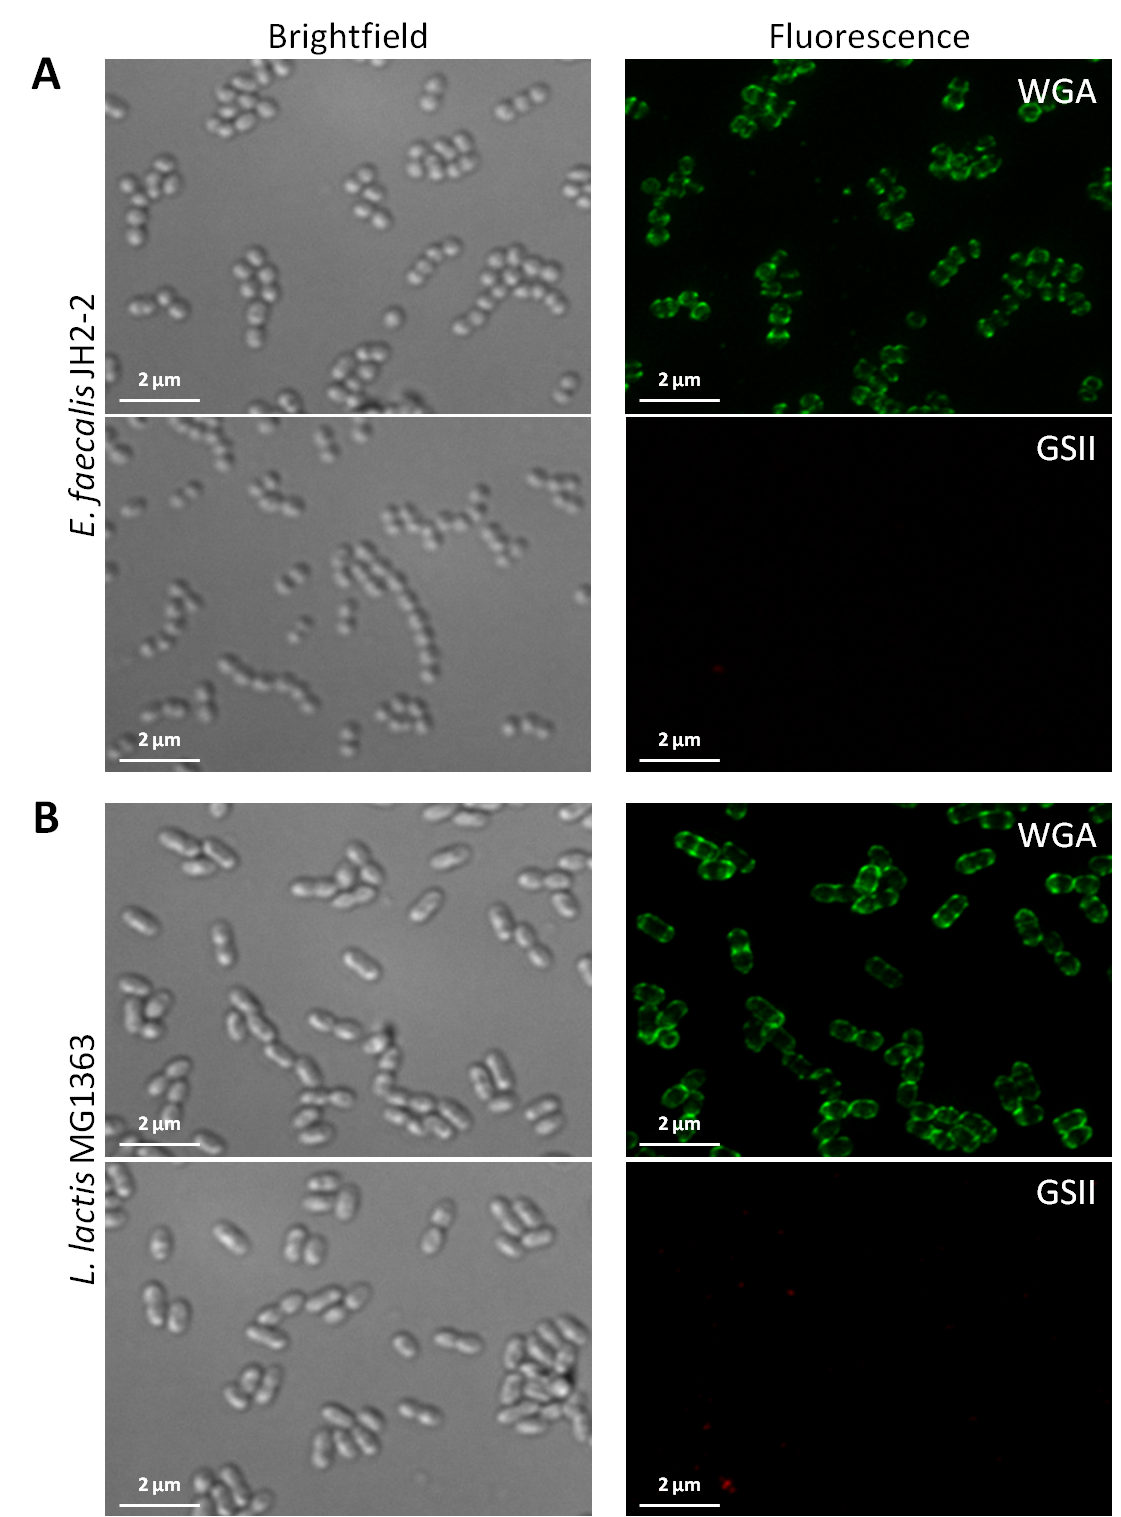 Brightfield
Fluorescence
A
WGA
E. faecalis JH2-2
2 µm
2 µm
GSII
2 µm
2 µm
B
WGA
L. lactis MG1363
2 µm
2 µm
GSII
2 µm
2 µm